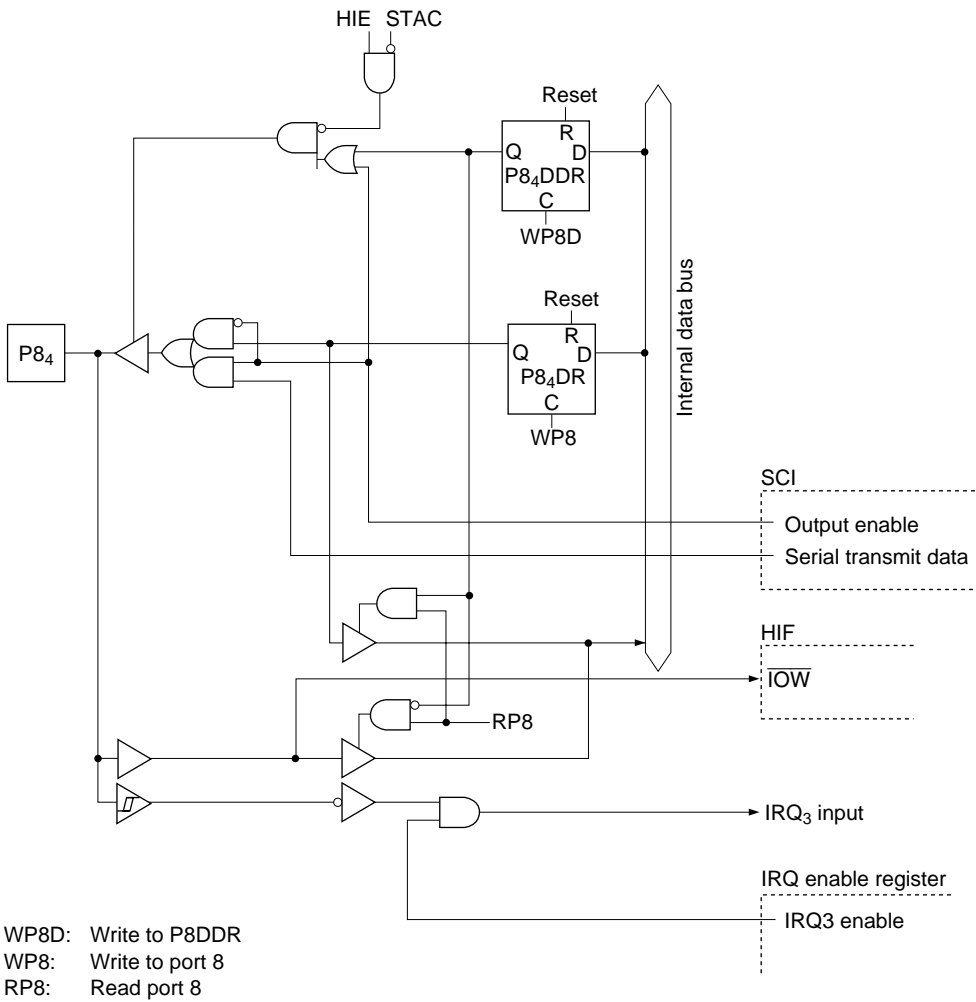 HIE STAC
Reset
R
Q D
P8₄DDR
C
WP8D
Internal data bus
Reset
R
P8₄
Q D
P8₄DR
C
WP8
SCI
Output enable
Serial transmit data
HIF
I̅O̅W̅
RP8
IRQ₃ input
IRQ enable register
IRQ3 enable
WP8D: Write to P8DDR
WP8: Write to port 8
RP8: Read port 8